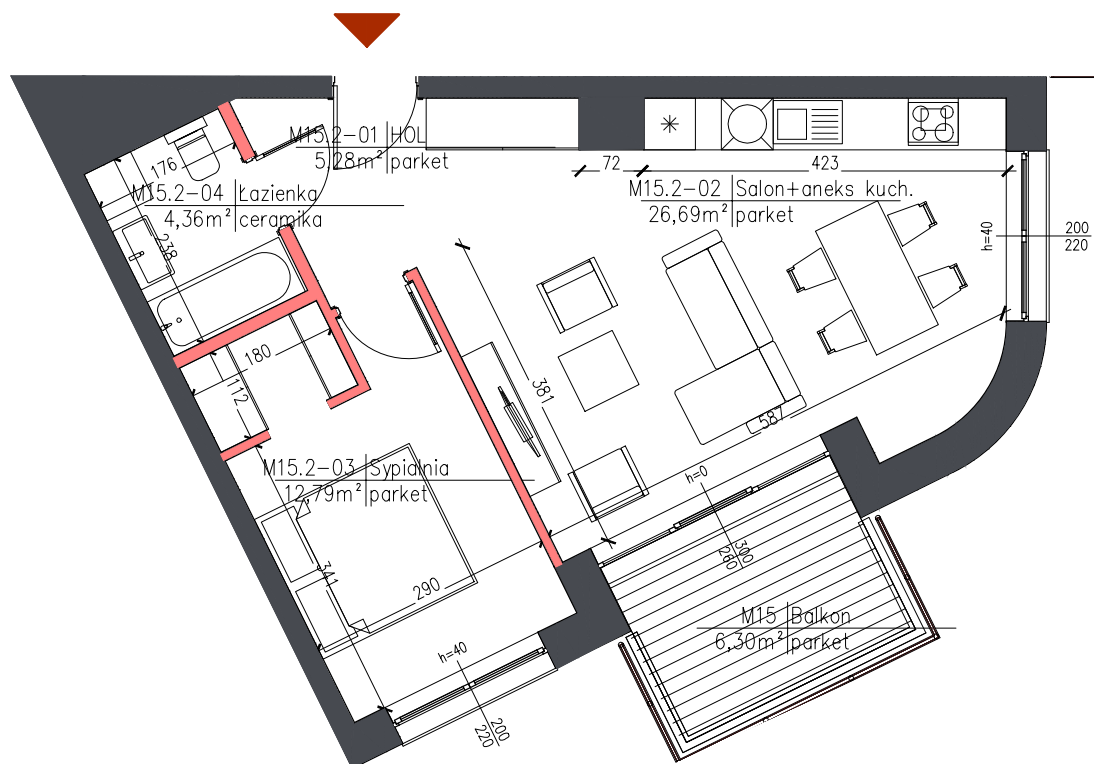 M15.2-01 HOL
5.28m² parket
176
72
423
M15.2-04 Łazienka
4,36m² ceramika
M15.2-02 Salon+aneks kuch.
26,69m² parket
h=40
200
220
238
180
112
381
587
M15.2-03 Sypialnia
12,79m² parket
h=0
300
260
341
290
M15 Balkon
6,30m² parket
h=40
200
220